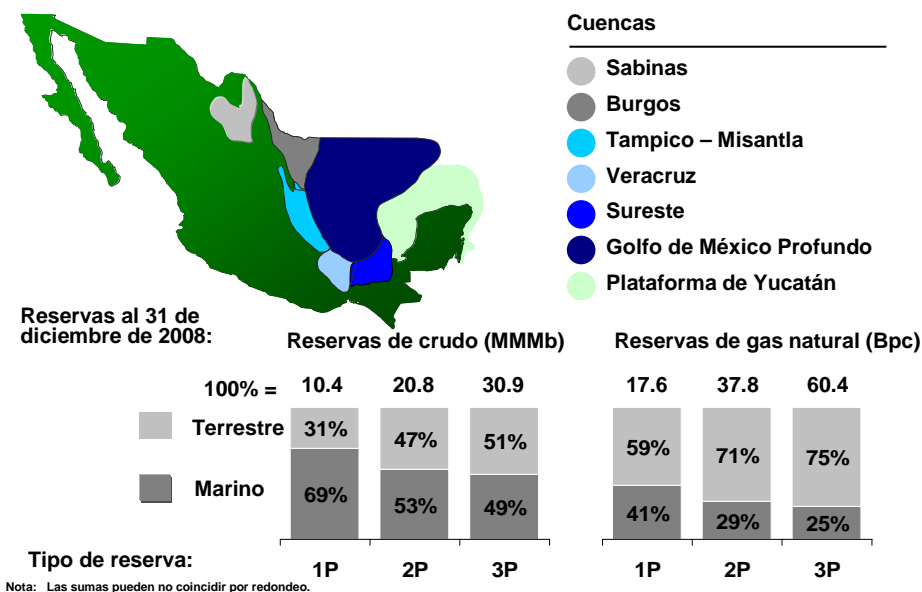 Cuencas
Sabinas
Burgos
Tampico – Misantla
Veracruz
Sureste
Golfo de México Profundo
Plataforma de Yucatán
Reservas al 31 de
diciembre de 2008:
Reservas de crudo (MMMb)
Reservas de gas natural (Bpc)
100% = 10.4 20.8 30.9 17.6 37.8 60.4
Terrestre 31% 47% 51% 59% 71% 75%
Marino 69% 53% 49% 41% 29% 25%
Tipo de reserva: 1P 2P 3P 1P 2P 3P
Nota: Las sumas pueden no coincidir por redondeo.